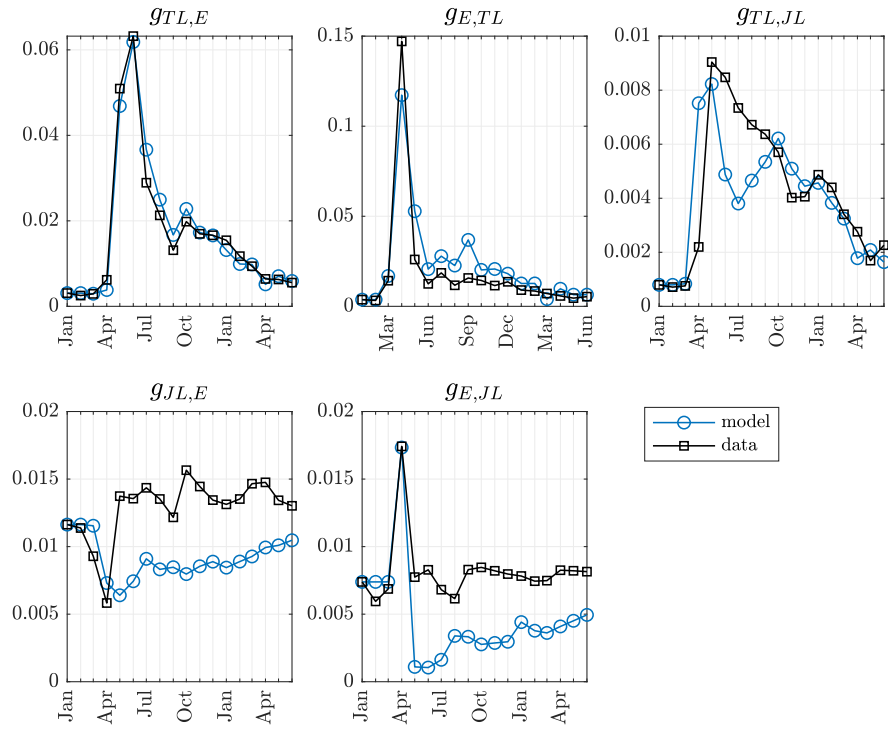 g_{TL,E}
0.06
0.04
0.02
0
Jan
Apr
Jul
Oct
Jan
Apr
g_{E,TL}
0.15
0.1
0.05
0
Mar
Jun
Sep
Dec
Mar
Jun
g_{TL,JL}
0.01
0.008
0.006
0.004
0.002
0
Jan
Apr
Jul
Oct
Jan
Apr
g_{JL,E}
0.02
0.015
0.01
0.005
0
Jan
Apr
Jul
Oct
Jan
Apr
g_{E,JL}
0.02
0.015
0.01
0.005
0
Jan
Apr
Jul
Oct
Jan
Apr
model
data